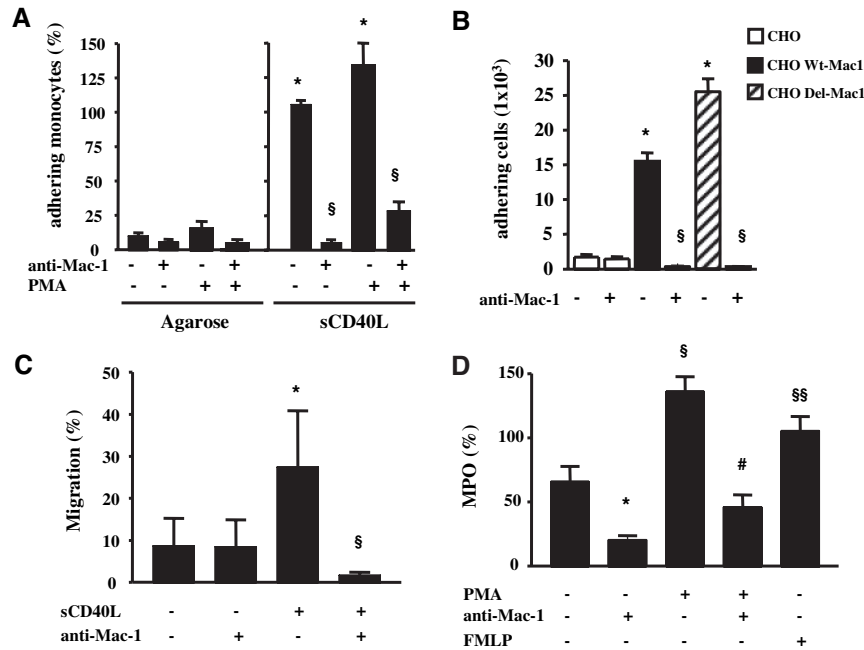 A
adhering monocytes (%)
150
125
100
75
50
25
0
*
§
*
§
anti-Mac-1 - + - + - + - +
PMA - - + + - - + +
Agarose sCD40L
B
CHO
CHO Wt-Mac1
CHO Del-Mac1
adhering cells (1x10³)
30
25
20
15
10
5
0
*
§
*
§
anti-Mac-1 - + - + - +
C
Migration (%)
50
40
30
20
10
0
*
§
sCD40L - - + +
anti-Mac-1 - + - +
D
MPO (%)
150
100
50
0
*
§
#
§§
PMA - - + + -
anti-Mac-1 - + - + -
FMLP - - - - +